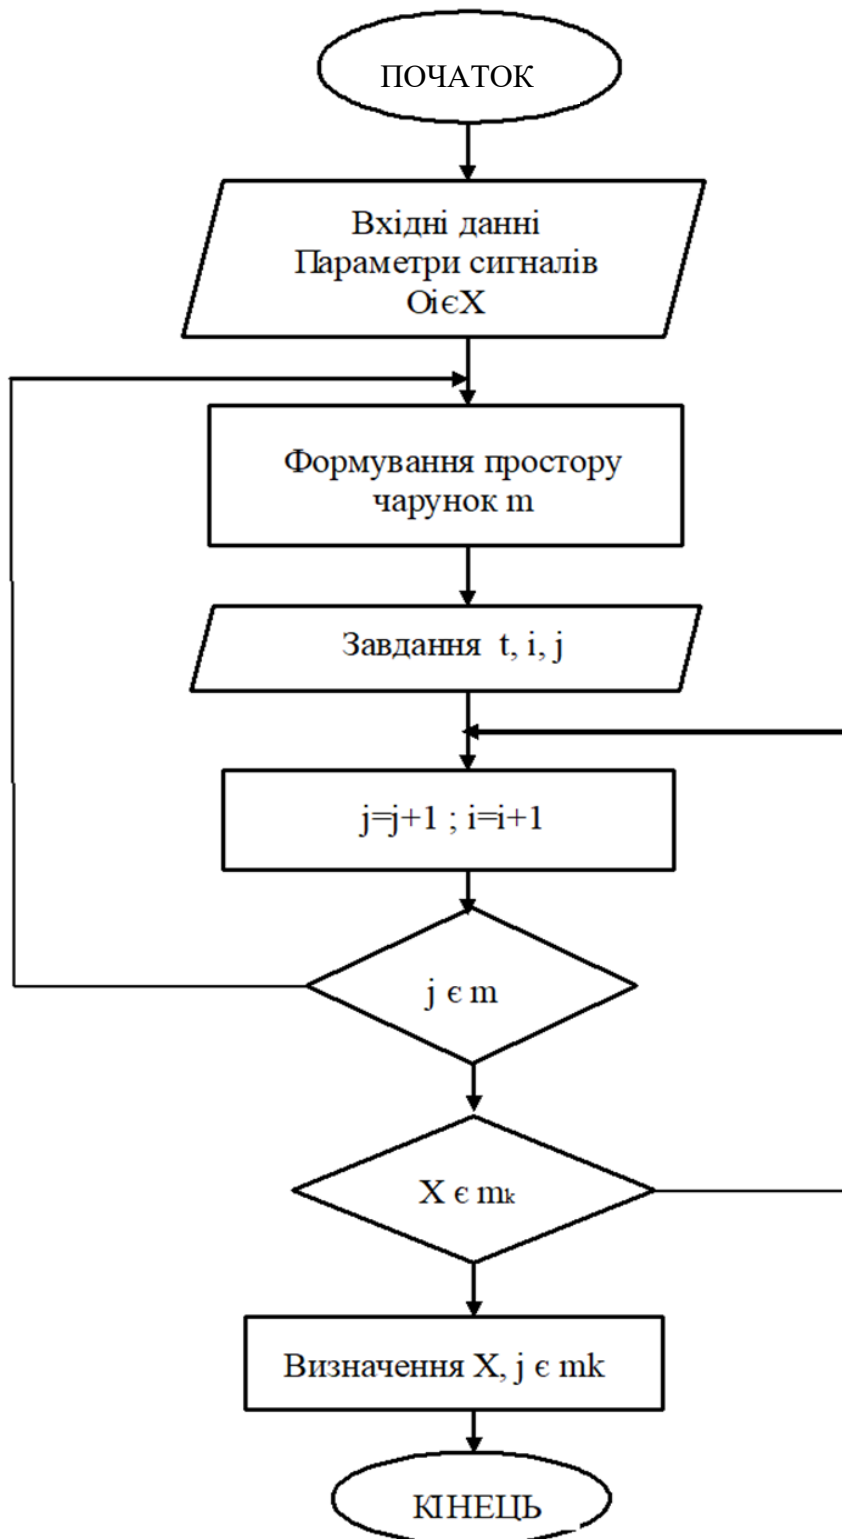 ПОЧАТОК
Вхідні данні
Параметри сигналів
OiєX
Формування простору
чарунок m
Завдання t, i, j
j=j+1 ; i=i+1
j є m
X є mk
Визначення X, j є mk
КІНЕЦЬ